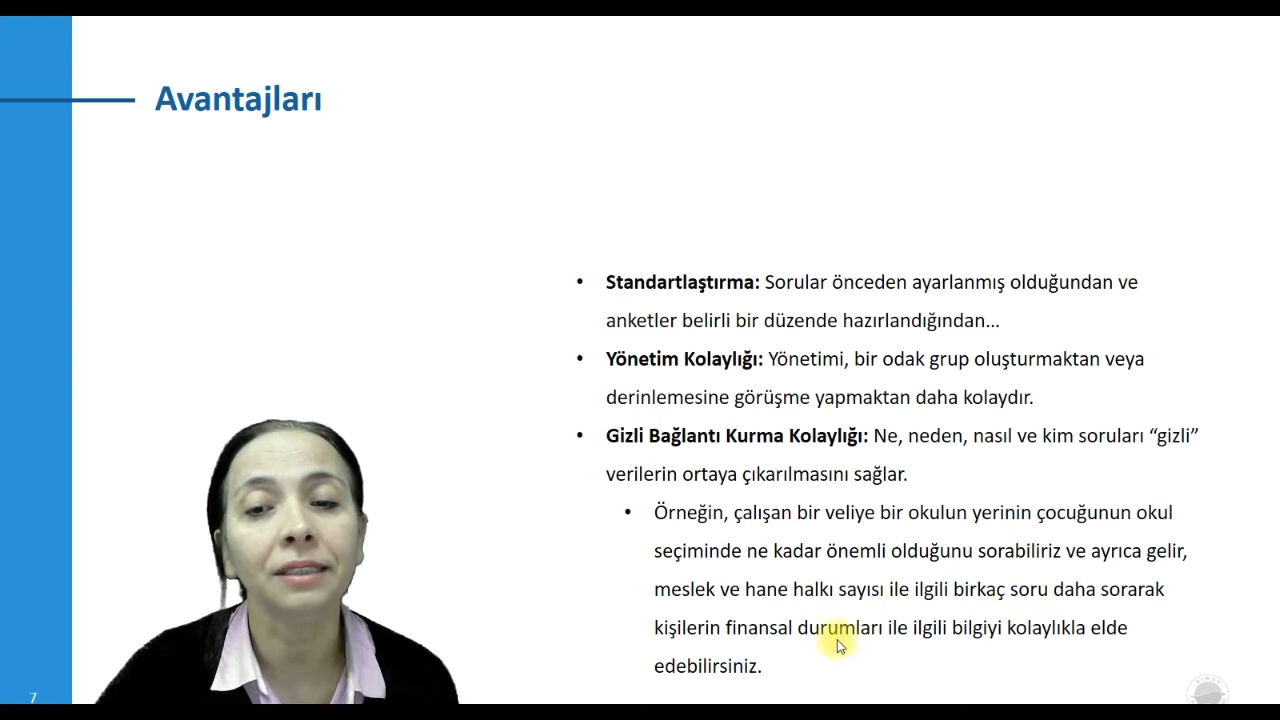 Avantajları
• Standartlaştırma: Sorular önceden ayarlanmış olduğundan ve
anketler belirli bir düzende hazırlandığından...
• Yönetim Kolaylığı: Yönetimi, bir odak grup oluşturmaktan veya
derinlemesine görüşme yapmaktan daha kolaydır.
• Gizli Bağlantı Kurma Kolaylığı: Ne, neden, nasıl ve kim soruları “gizli”
verilerin ortaya çıkarılmasını sağlar.
• Örneğin, çalışan bir veliye bir okulun yerinin çocuğunun okul
seçiminde ne kadar önemli olduğunu sorabiliriz ve ayrıca gelir,
meslek ve hane halkı sayısı ile ilgili birkaç soru daha sorarak
kişilerin finansal durumları ile ilgili bilgiyi kolaylıkla elde
edebilirsiniz.
7